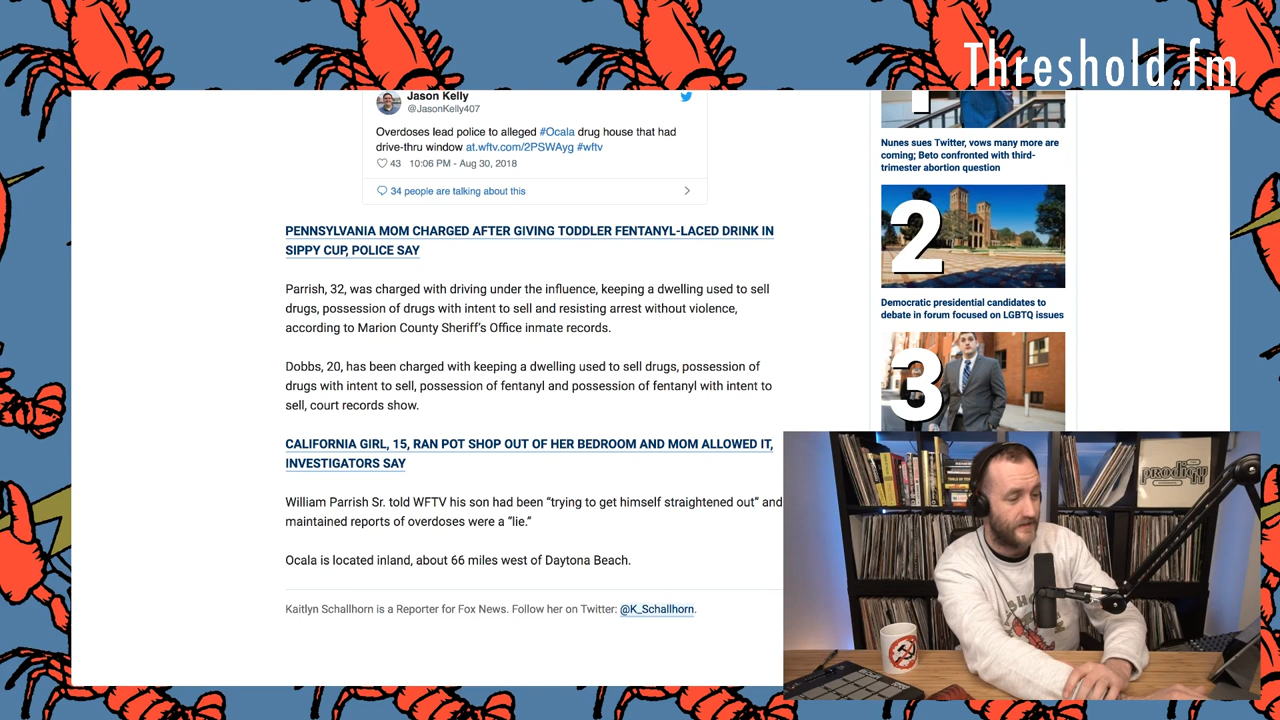 Threshold.fm
Jason Kelly
@JasonKelly407
Overdoses lead police to alleged #Ocala drug house that had
drive-thru window at.wftv.com/2PSWAyg #wftv
43 10:06 PM - Aug 30, 2018
34 people are talking about this
PENNSYLVANIA MOM CHARGED AFTER GIVING TODDLER FENTANYL-LACED DRINK IN
SIPPY CUP, POLICE SAY
Parrish, 32, was charged with driving under the influence, keeping a dwelling used to sell
drugs, possession of drugs with intent to sell and resisting arrest without violence,
according to Marion County Sheriff's Office inmate records.
Dobbs, 20, has been charged with keeping a dwelling used to sell drugs, possession of
drugs with intent to sell, possession of fentanyl and possession of fentanyl with intent to
sell, court records show.
CALIFORNIA GIRL, 15, RAN POT SHOP OUT OF HER BEDROOM AND MOM ALLOWED IT,
INVESTIGATORS SAY
William Parrish Sr. told WFTV his son had been “trying to get himself straightened out” and
maintained reports of overdoses were a “lie.”
Ocala is located inland, about 66 miles west of Daytona Beach.
Kaitlyn Schallhorn is a Reporter for Fox News. Follow her on Twitter: @K_Schallhorn.
Nunes sues Twitter, vows many more are
coming; Beto confronted with third-
trimester abortion question
2
Democratic presidential candidates to
debate in forum focused on LGBTQ issues
3
prodigy